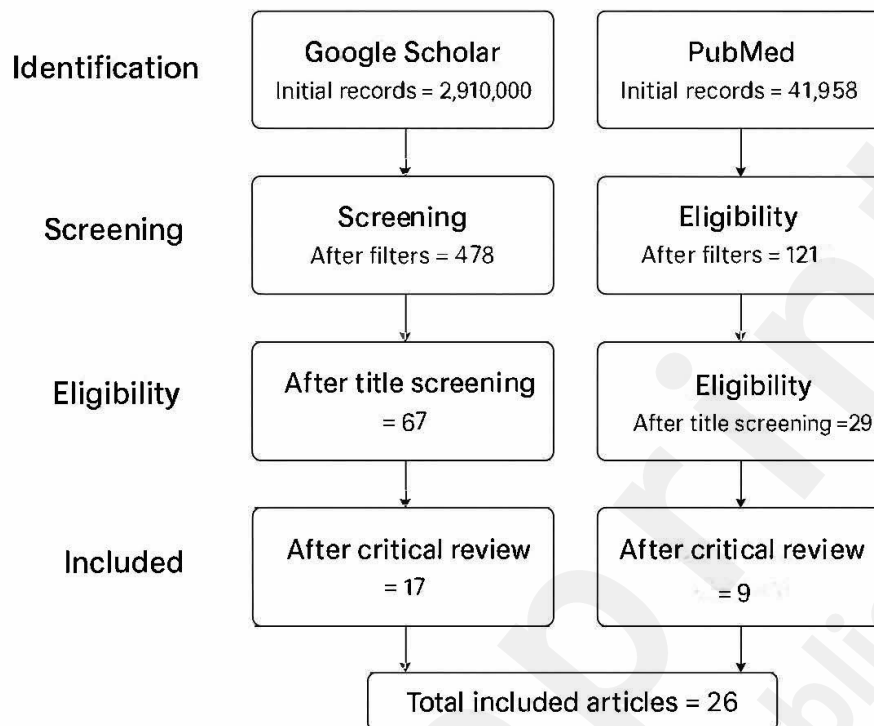 Identification
Google Scholar
Initial records = 2,910,000
PubMed
Initial records = 41,958
Screening
Screening
After filters = 478
Eligibility
After filters = 121
Eligibility
After title screening
= 67
Eligibility
After title screening =29
Included
After critical review
= 17
After critical review
= 9
Total included articles = 26
print